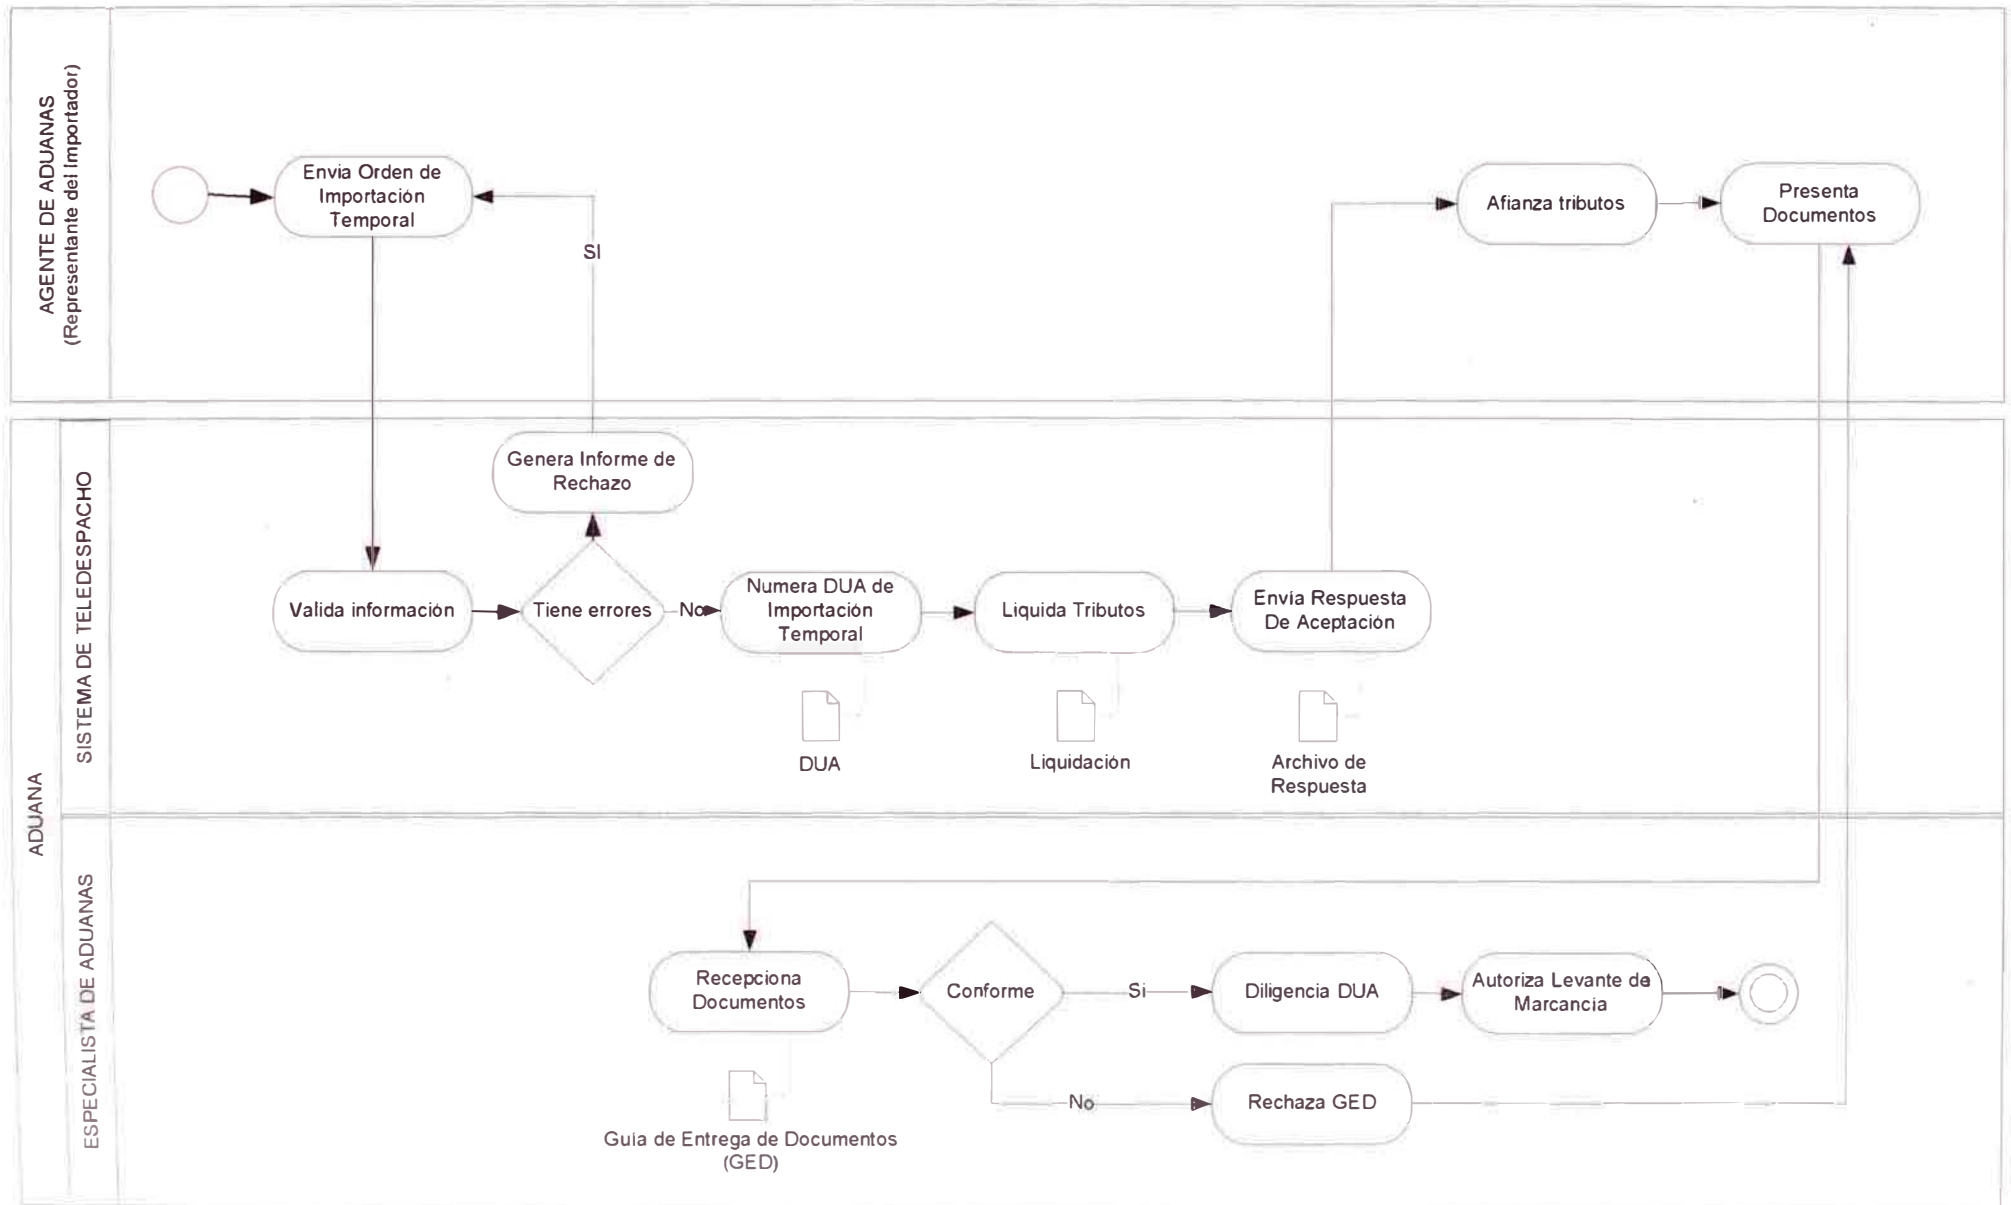 AGENTE DE ADUANAS
(Representante del Importador)
Envia Orden de
Importación
Temporal
SI
Afianza tributos
Presenta
Documentos
ADUANA
SISTEMA DE TELEDESPACHO
Genera Informe de
Rechazo
Valida información
Tiene errores
No
Numera DUA de
Importación
Temporal
Liquida Tributos
Envía Respuesta
De Aceptación
DUA
Liquidación
Archivo de
Respuesta
ESPECIALISTA DE ADUANAS
Recepciona
Documentos
Conforme
Si
Diligencia DUA
Autoriza Levante de
Marcancia
No
Rechaza GED
Guia de Entrega de Documentos
(GED)